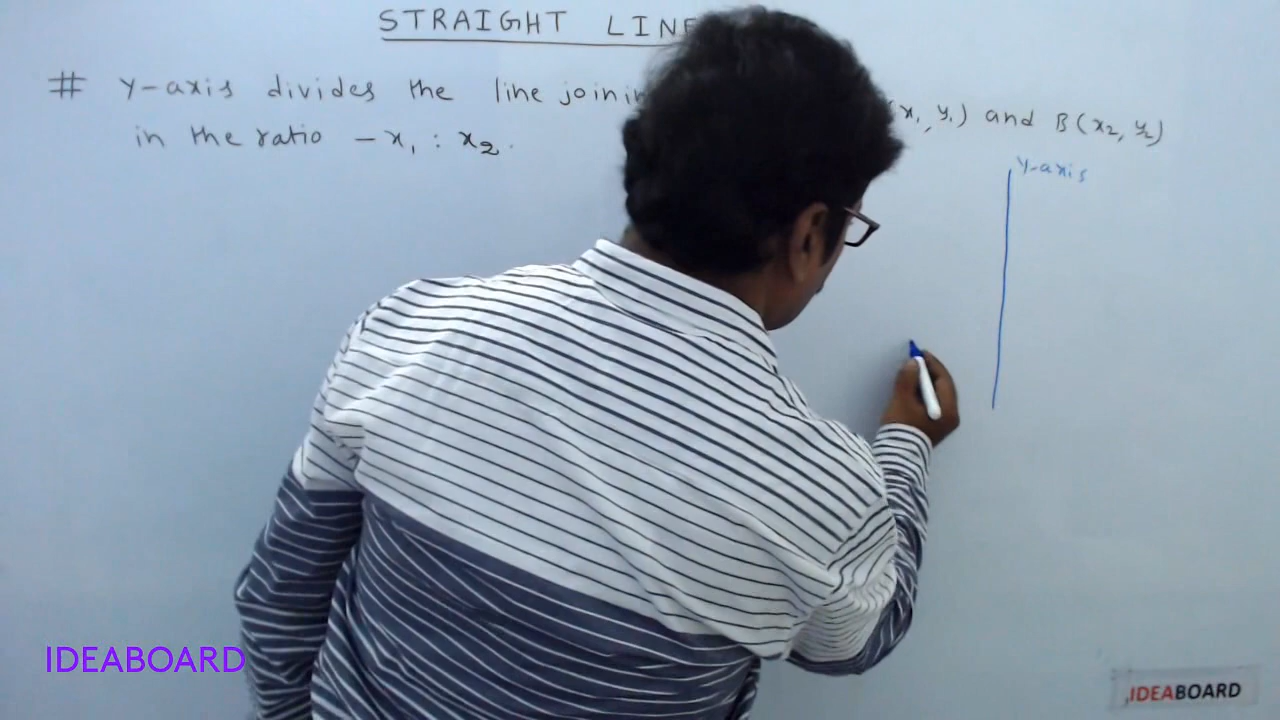 STRAIGHT LINE
# Y-axis divides the line joining (x₁, y₁) and B(x₂, y₂)
in the ratio -x₁ : x₂.
Y-axis
IDEABOARD
IDEABOARD